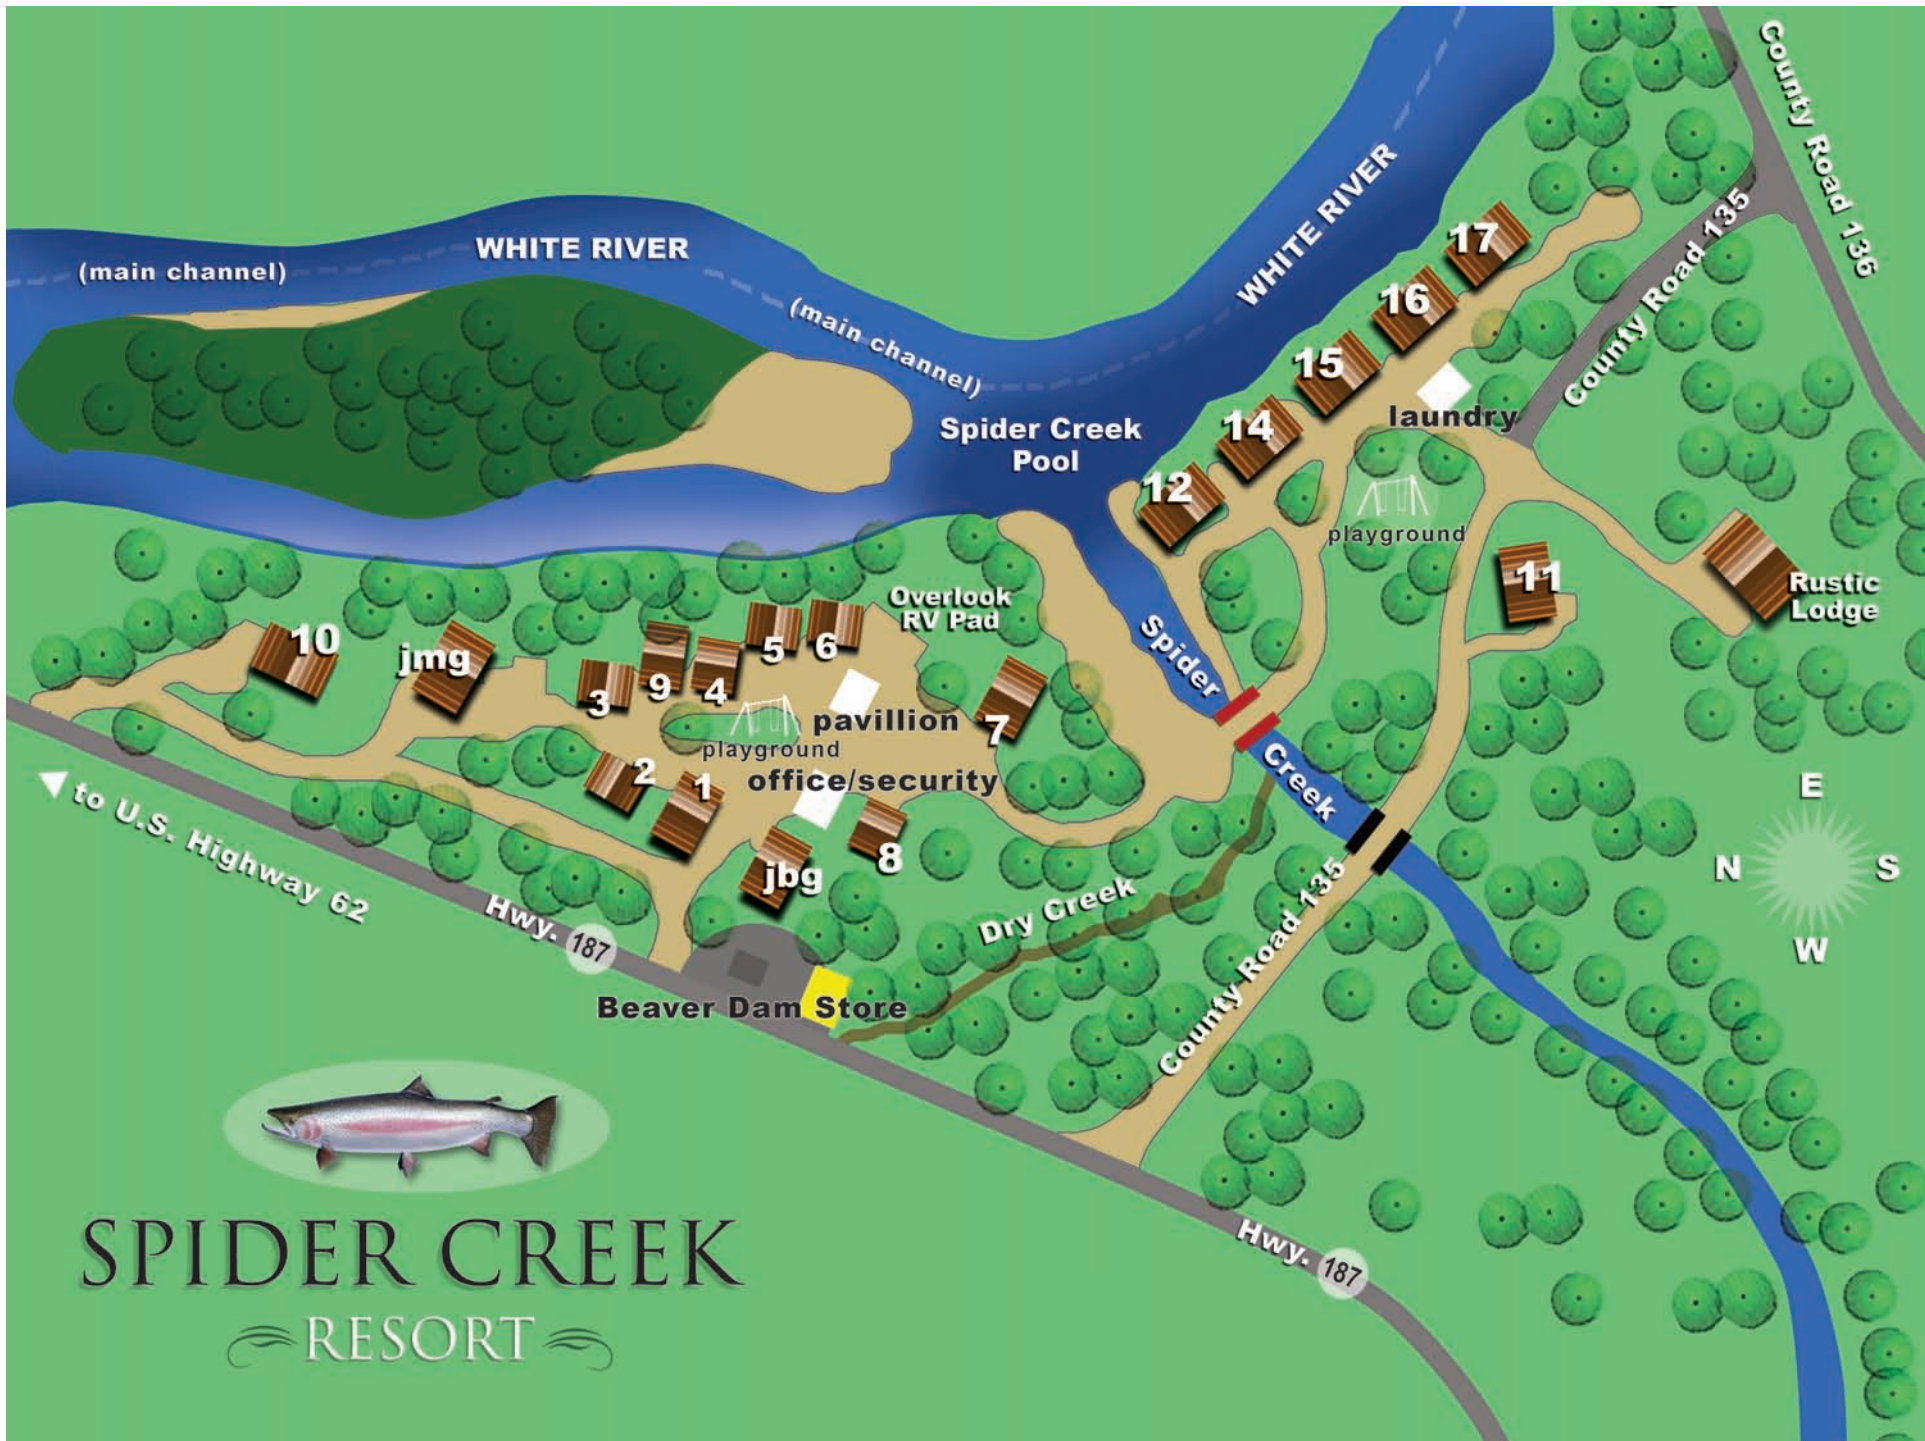 County Road 136
WHITE RIVER
(main channel)
WHITE RIVER
(main channel)
County Road 135
17
16
15
14
12
laundry
Spider Creek
Pool
playground
11
Rustic
Lodge
Overlook
RV Pad
10
jmg
3
9
4
5
6
7
Spider
Creek
pavillion
playground
office/security
2
1
8
jbg
E
N
S
W
to U.S. Highway 62
Hwy. 187
Dry Creek
County Road 135
Beaver Dam Store
Hwy. 187
SPIDER CREEK
RESORT